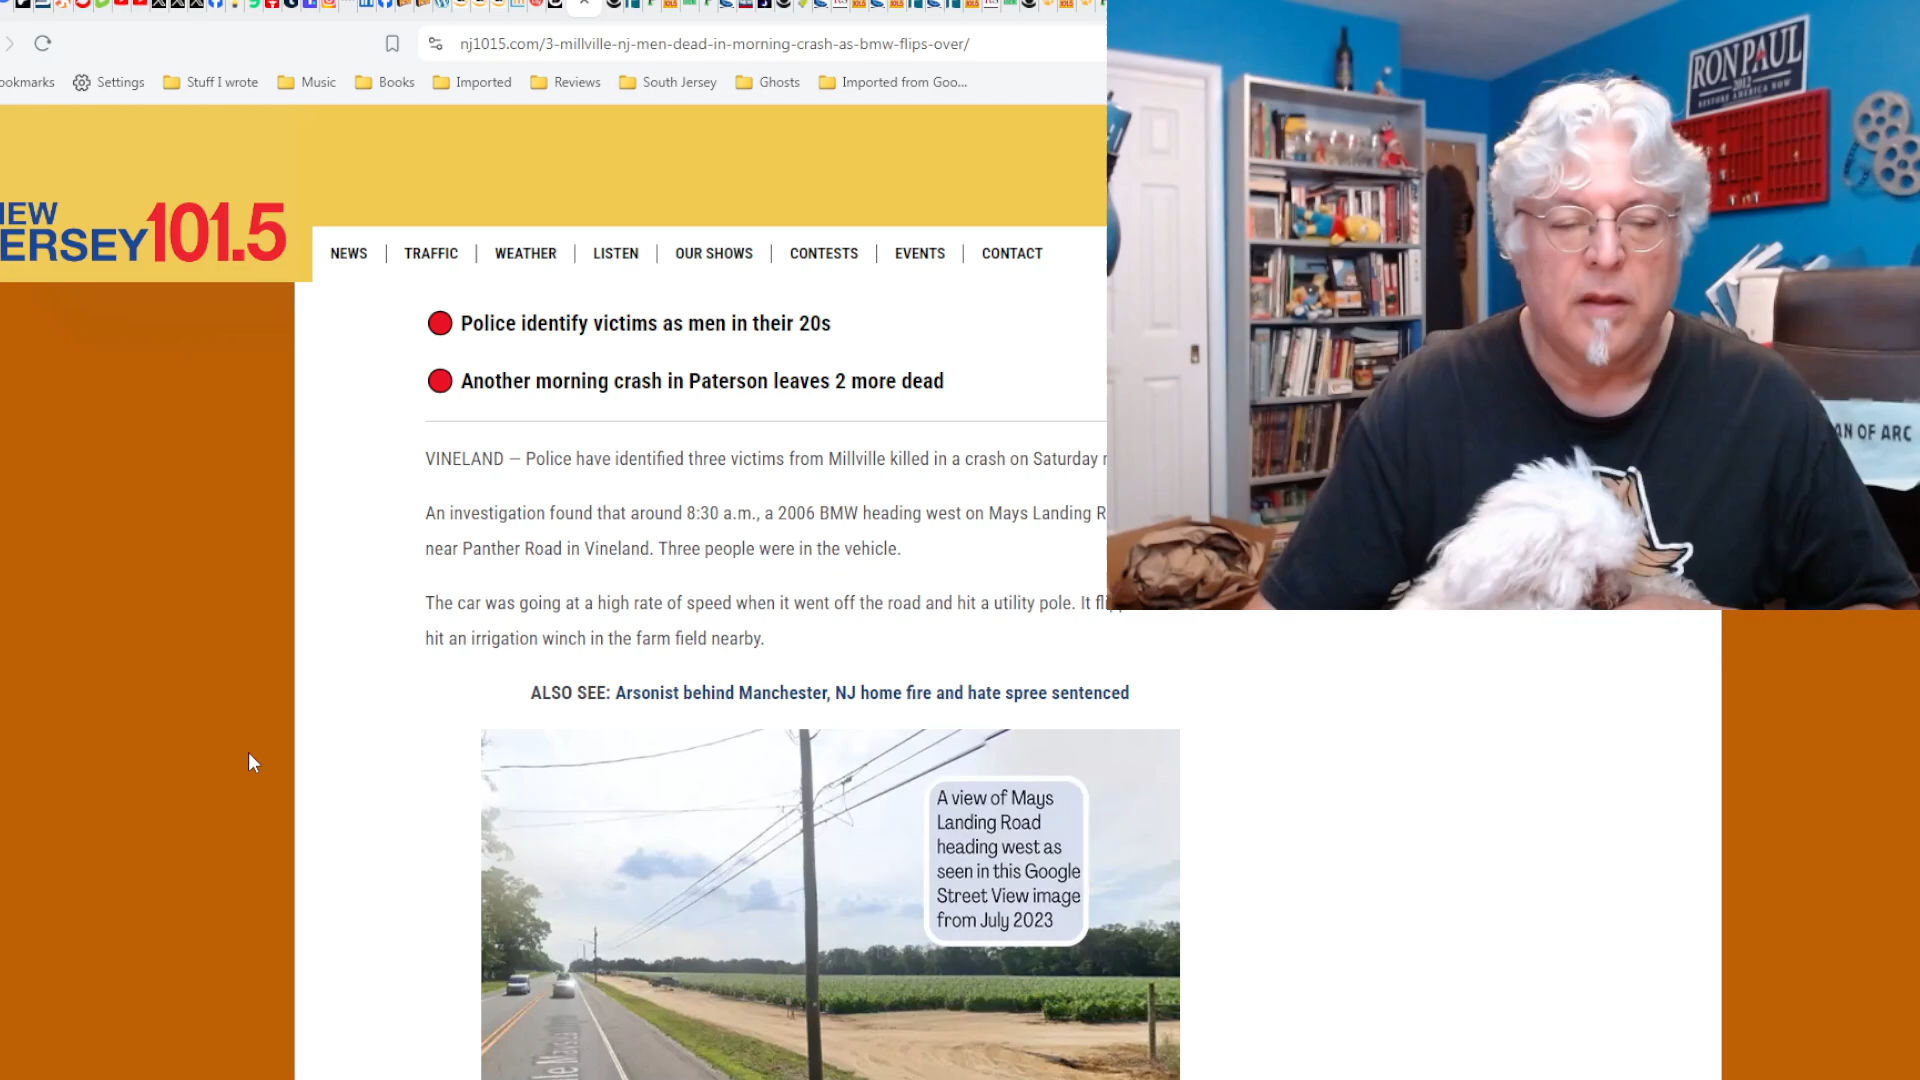 nj1015.com/3-millville-nj-men-dead-in-morning-crash-as-bmw-flips-over/
ookmarks Settings Stuff I wrote Music Books Imported Reviews South Jersey Ghosts Imported from Goo...
RON PAUL
2012
RESTORE AMERICA NOW
EW
ERSEY 101.5
NEWS TRAFFIC WEATHER LISTEN OUR SHOWS CONTESTS EVENTS CONTACT
Police identify victims as men in their 20s
Another morning crash in Paterson leaves 2 more dead
AN OF ARC
VINELAND — Police have identified three victims from Millville killed in a crash on Saturday
An investigation found that around 8:30 a.m., a 2006 BMW heading west on Mays Landing R
near Panther Road in Vineland. Three people were in the vehicle.
The car was going at a high rate of speed when it went off the road and hit a utility pole. It
hit an irrigation winch in the farm field nearby.
ALSO SEE: Arsonist behind Manchester, NJ home fire and hate spree sentenced
A view of Mays
Landing Road
heading west as
seen in this Google
Street View image
from July 2023